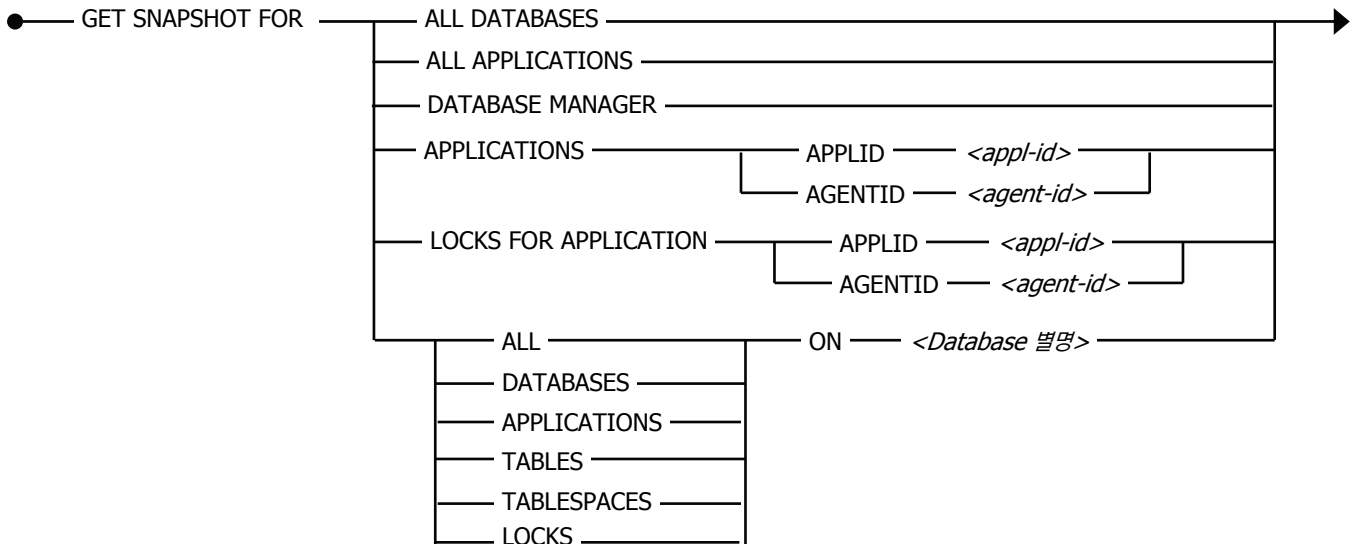 GET SNAPSHOT FOR ALL DATABASES
ALL APPLICATIONS
DATABASE MANAGER
APPLICATIONS APPLID <appl-id>
AGENTID <agent-id>
LOCKS FOR APPLICATION APPLID <appl-id>
AGENTID <agent-id>
ALL ON <Database 별명>
DATABASES
APPLICATIONS
TABLES
TABLESPACES
LOCKS